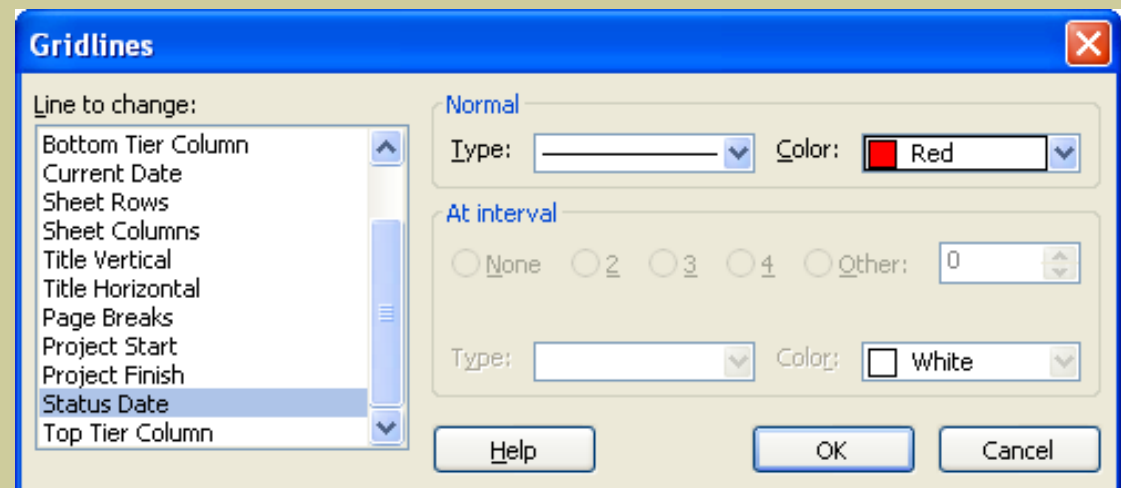 Gridlines
Line to change:
Bottom Tier Column
Current Date
Sheet Rows
Sheet Columns
Title Vertical
Title Horizontal
Page Breaks
Project Start
Project Finish
Status Date
Top Tier Column
Normal
Type: Color: Red
At interval
None 2 3 4 Other: 0
Type: Color: White
Help OK Cancel